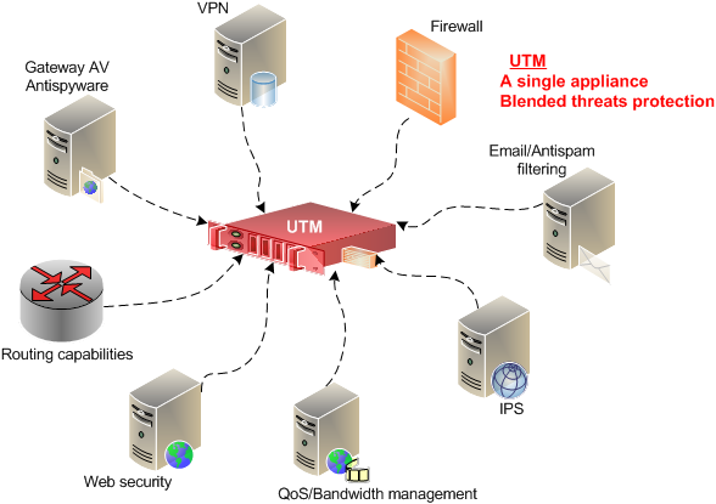 VPN
Firewall
UTM
A single appliance
Blended threats protection
Gateway AV
Antispyware
Email/Antispam
filtering
UTM
Routing capabilities
IPS
Web security
QoS/Bandwidth management